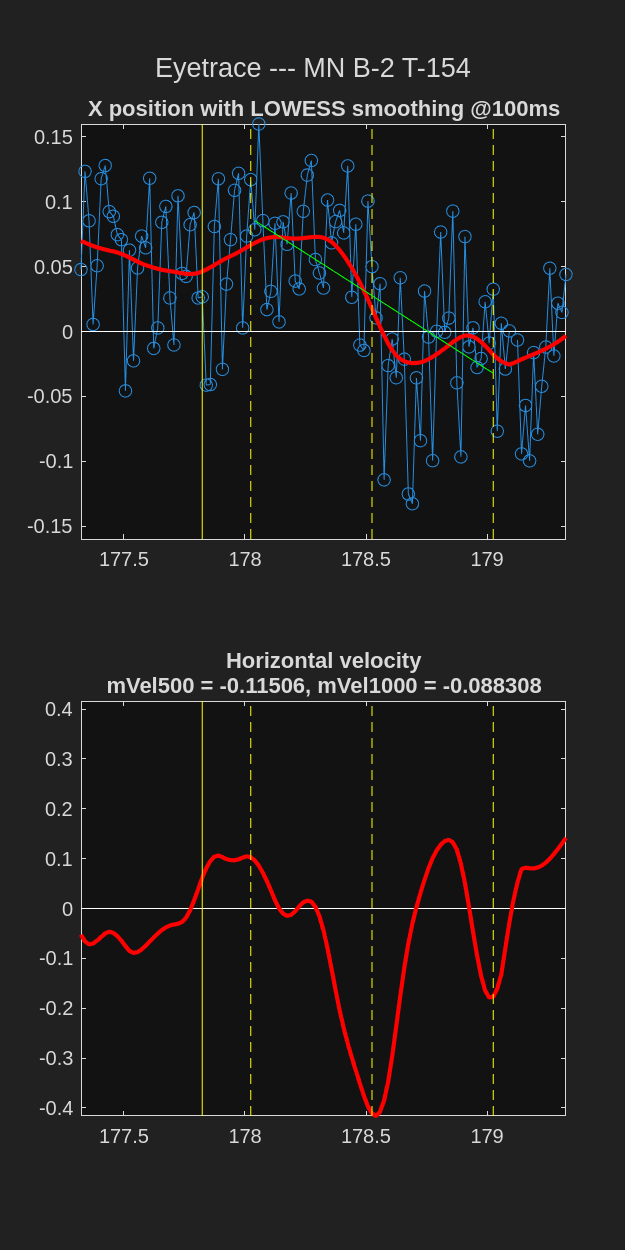 Eyetrace --- MN B-2 T-154
X position with LOWESS smoothing @100ms
0.15
0.1
0.05
0
-0.05
-0.1
-0.15
177.5 178 178.5 179
Horizontal velocity
mVel500 = -0.11506, mVel1000 = -0.088308
0.4
0.3
0.2
0.1
0
-0.1
-0.2
-0.3
-0.4
177.5 178 178.5 179